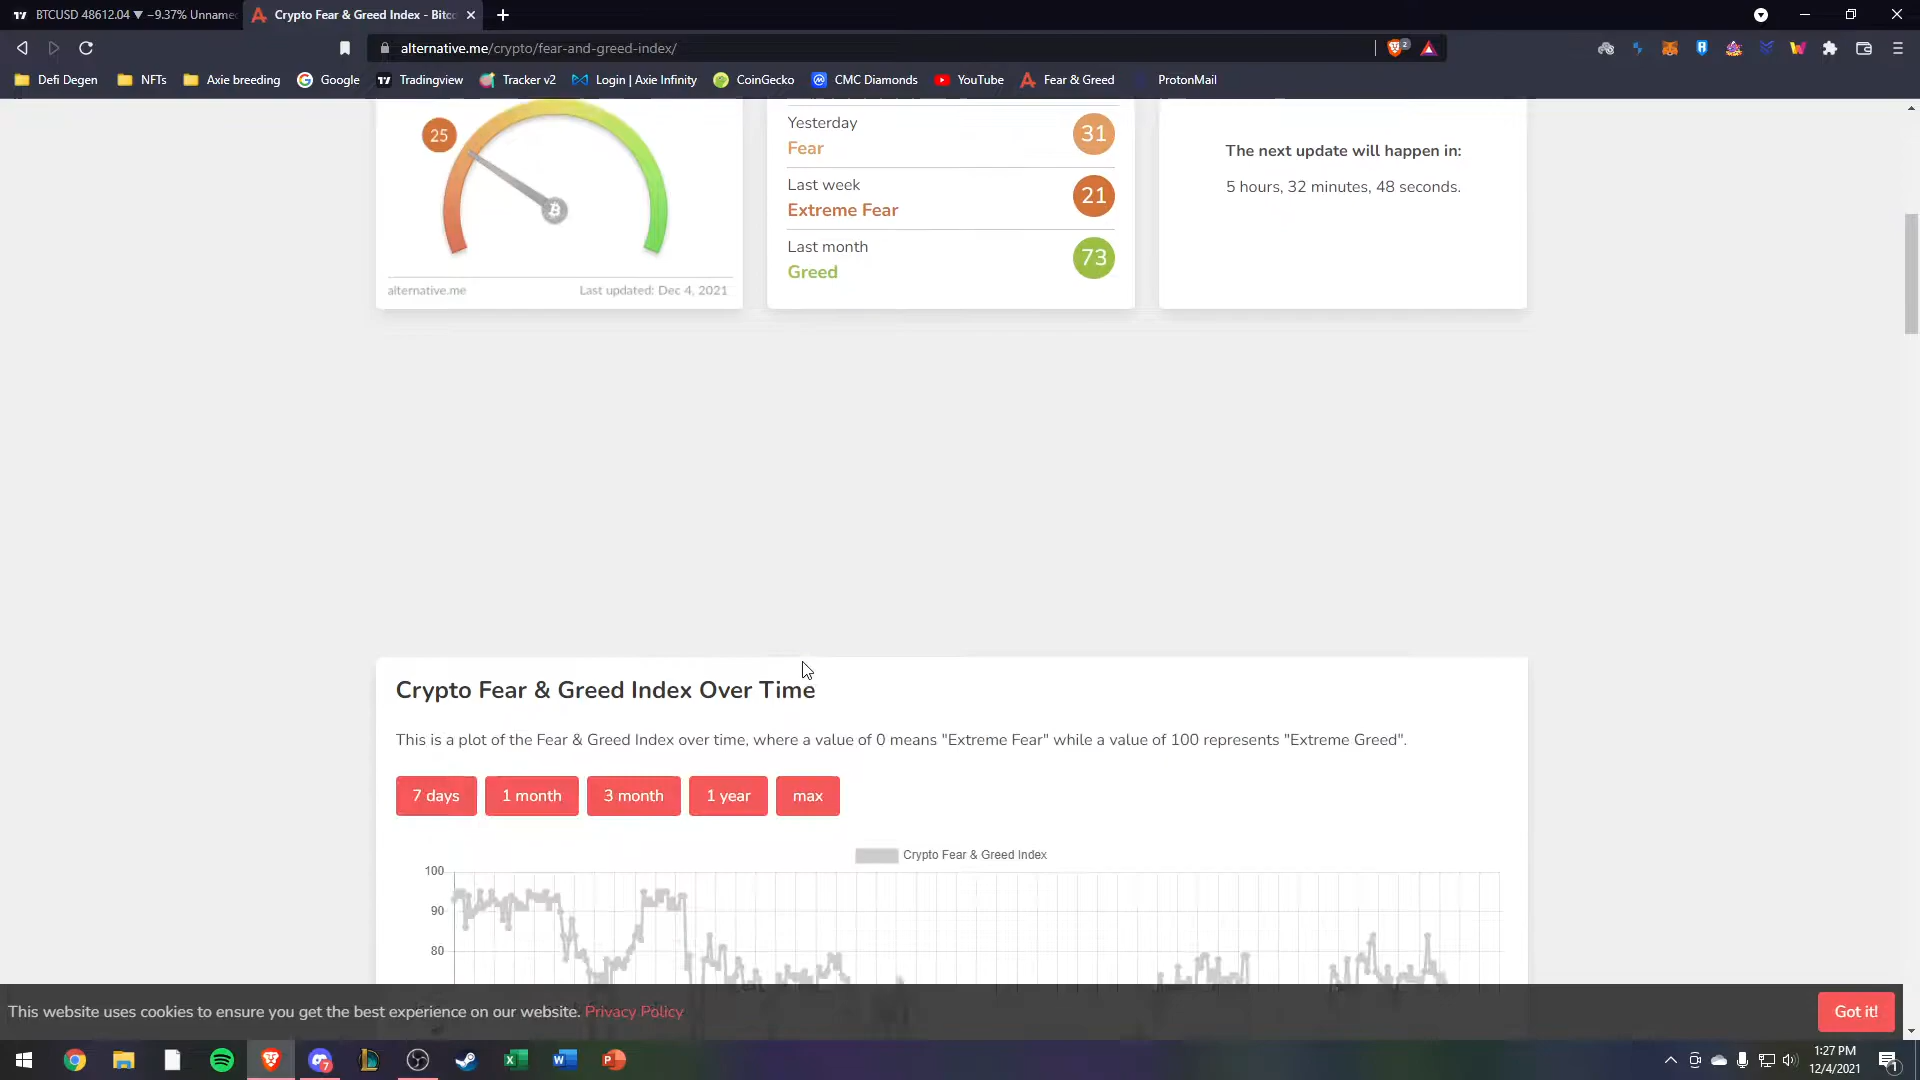 BTCUSD 48612.04 ▼ −9.37% Unname
Crypto Fear & Greed Index - Bitc
alternative.me/crypto/fear-and-greed-index/
2
Defi Degen
NFTs
Axie breeding
Google
Tradingview
Tracker v2
Login | Axie Infinity
CoinGecko
CMC Diamonds
YouTube
Fear & Greed
ProtonMail
25
alternative.me
Last updated: Dec 4, 2021
Yesterday
Fear
31
Last week
Extreme Fear
21
Last month
Greed
73
The next update will happen in:
5 hours, 32 minutes, 48 seconds.
Crypto Fear & Greed Index Over Time
This is a plot of the Fear & Greed Index over time, where a value of 0 means "Extreme Fear" while a value of 100 represents "Extreme Greed".
7 days
1 month
3 month
1 year
max
Crypto Fear & Greed Index
100
90
80
This website uses cookies to ensure you get the best experience on our website. Privacy Policy
Got it!
7
1:27 PM
12/4/2021
1